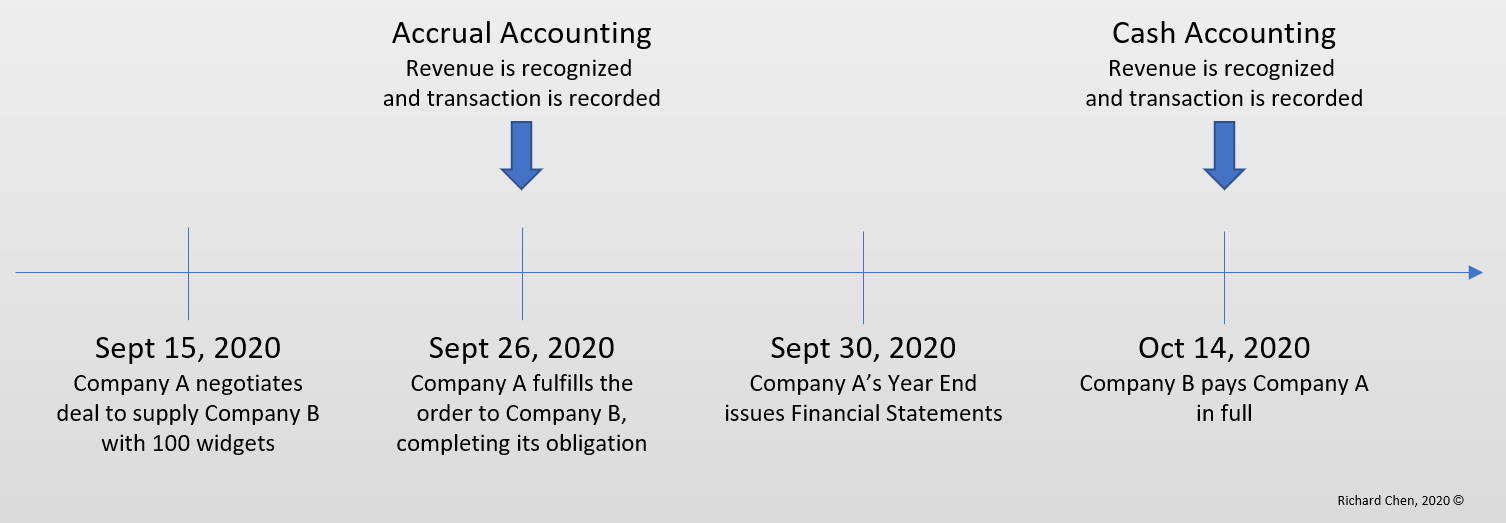 Accrual Accounting
Revenue is recognized
and transaction is recorded
Cash Accounting
Revenue is recognized
and transaction is recorded
Sept 15, 2020
Company A negotiates
deal to supply Company B
with 100 widgets
Sept 26, 2020
Company A fulfills the
order to Company B,
completing its obligation
Sept 30, 2020
Company A’s Year End
issues Financial Statements
Oct 14, 2020
Company B pays Company A
in full
Richard Chen, 2020 ©